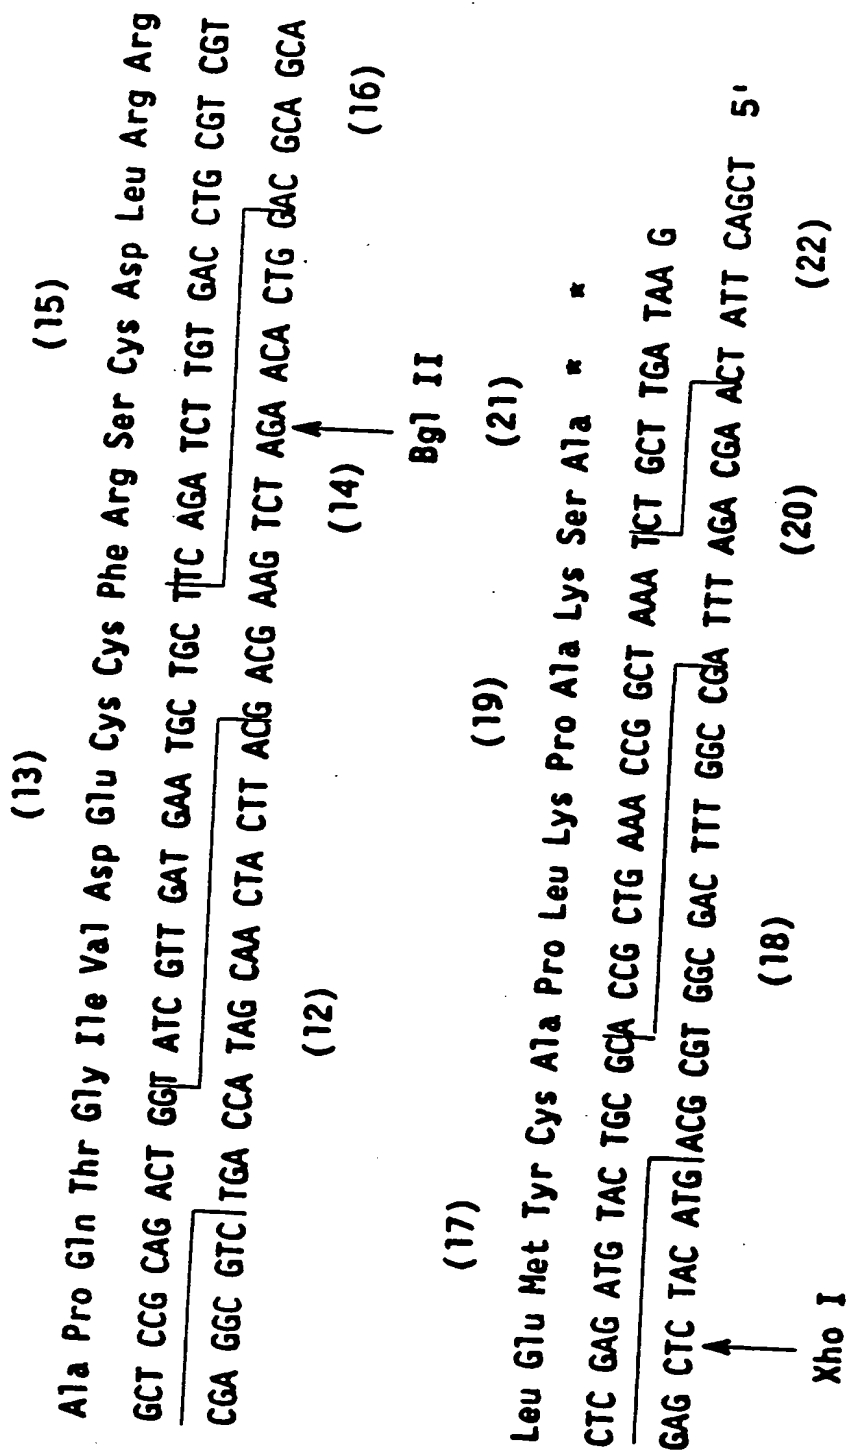 (13) (15)
Ala Pro Gln Thr Gly Ile Val Asp Glu Cys Cys Phe Arg Ser Cys Asp Leu Arg Arg
GCT CCG CAG ACT GGT ATC GTT GAT GAA TGC TGC TTC AGA TCT TGT GAC CTG CGT CGT
CGA GGC GTC TGA CCA TAG CAA CTA CTT ACG ACG AAG TCT AGA ACA CTG GAC GCA GCA
(12) (14) (16)
Bgl II
(17) (19) (21)
Leu Glu Met Tyr Cys Ala Pro Leu Lys Pro Ala Lys Ser Ala * *
CTC GAG ATG TAC TGC GCA CCG CTG AAA CCG GCT AAA TCT GCT TGA TAA G
GAG CTC TAC ATG ACG CGT GGC GAC TTT GGC CGA TTT AGA CGA ACT ATT CAGCT 5'
(18) (20) (22)
Xho I